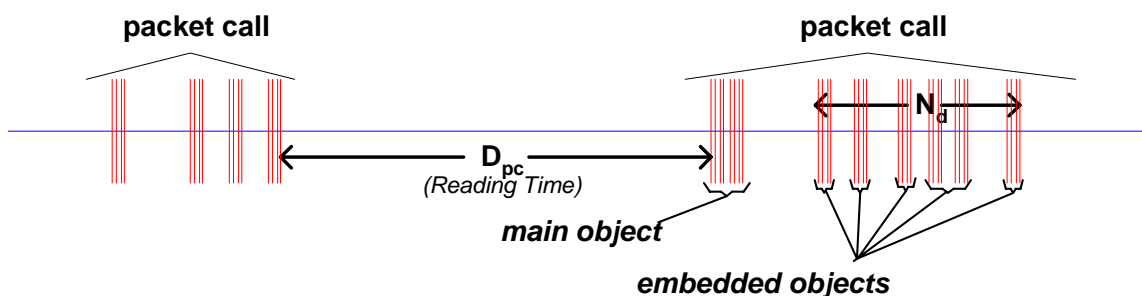 packet call
packet call
N_d
D_pc
(Reading Time)
main object
embedded objects